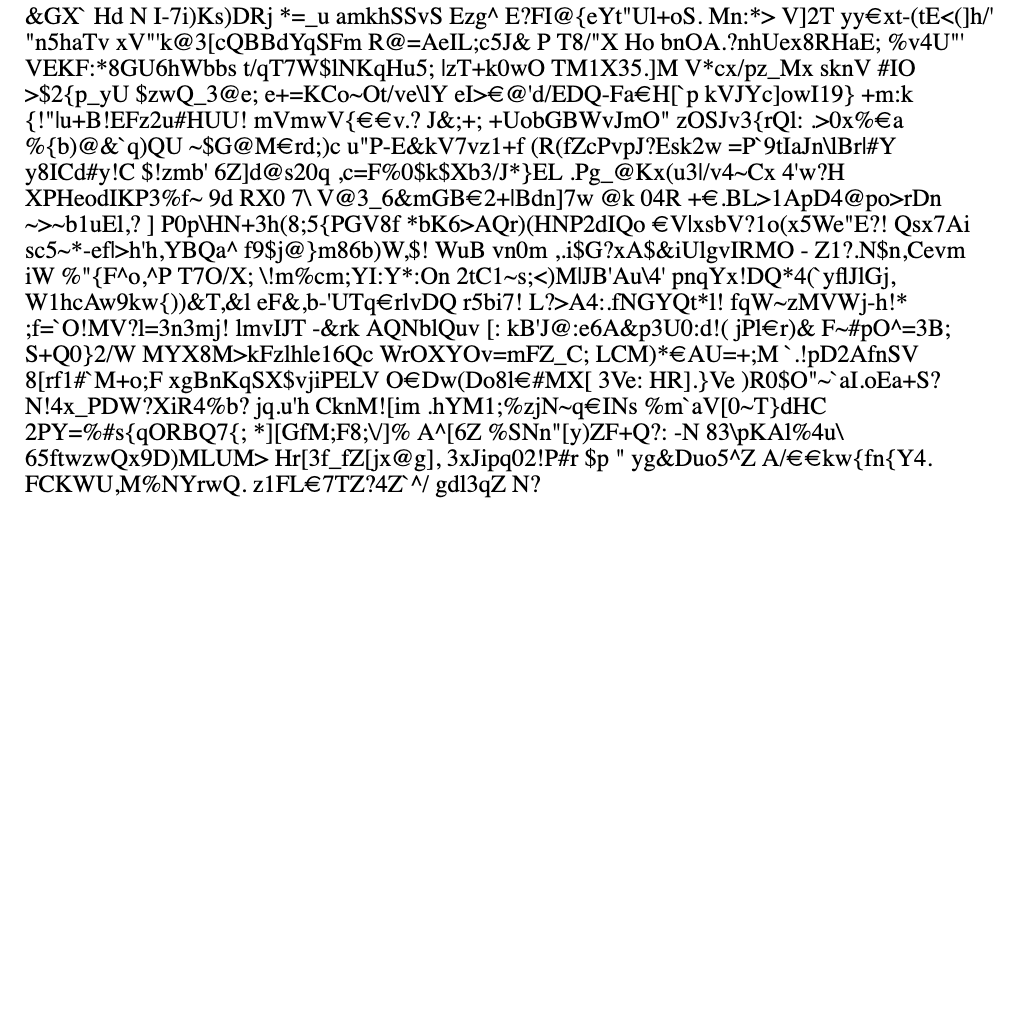 &GX` Hd N I-7i)Ks)DRj *=_u amkhSSvS Ezg^ E?FI@{eYt"Ul+oS. Mn:*> V]2T yy€xt-(tE<(]h/'
"n5haTv xV"'k@3[cQBBdYqSFm R@=AeIL;c5J& P T8/"X Ho bnOA.?nhUex8RHaE; %v4U"'
VEKF:*8GU6hWbbs t/qT7W$lNKqHu5; |zT+k0wO TM1X35.]M V*cx/pz_Mx sknV #IO
>$2{p_yU $zwQ_3@e; e+=KCo~Ot/ve\lY eI>€@'d/EDQ-Fa€H[`p kVJYc]owI19} +m:k
{!"|u+B!EFz2u#HUU! mVmwV{€€v.? J&;+; +UobGBWvJmO" zOSJv3{rQl: .>0x%€a
%{b)@&`q)QU ~$G@M€rd;)c u"P-E&kV7vz1+f (R(fZcPvpJ?Esk2w =P`9tIaJn\lBr|#Y
y8ICd#y!C $!zmb' 6Z]d@s20q ,c=F%0$k$Xb3/J*}EL .Pg_@Kx(u3|/v4~Cx 4'w?H
XPHeodIKP3%f~ 9d RX0 7\ V@3_6&mGB€2+|Bdn]7w @k 04R +€.BL>1ApD4@po>rDn
~>~b1uEl,? ] P0p\HN+3h(8;5{PGV8f *bK6>AQr)(HNP2dIQo €V|xsbV?1o(x5We"E?! Qsx7Ai
sc5~*-ef|>h'h,YBQa^ f9$j@}m86b)W,$! WuB vn0m ,.i$G?xA$&iUlgvIRMO - Z1?.N$n,Cevm
iW %"{F^o,^P T7O/X; \!m%cm;YI:Y*:On 2tC1~s;<)M|JB'Au\4' pnqYx!DQ*4(`yflJlGj,
W1hcAw9kw{))&T,&l eF&,b-'UTq€rlvDQ r5bi7! L?>A4:.fNGYQt*1! fqW~zMVWj-h!*
;f=`O!MV?l=3n3mj! lmvIJT -&rk AQNblQuv [: kB'J@:e6A&p3U0:d!( jPl€r)& F~#pO^=3B;
S+Q0}2/W MYX8M>kFzlhle16Qc WrOXYOv=mFZ_C; LCM)*€AU=+;M `.!pD2AfnSV
8[rf1#`M+o;F xgBnKqSX$vjiPELV O€Dw(Do8l€#MX[ 3Ve: HR].}Ve )R0$O"~`aI.oEa+S?
N!4x_PDW?XiR4%b? jq.u'h CknM![im .hYM1;%zjN~q€INs %m`aV[0~T}dHC
2PY=%#s{qORBQ7{; *][GfM;F8;\/]% A^[6Z %SNn"[y)ZF+Q?: -N 83\pKAl%4u\
65ftwzwQx9D)MLUM> Hr[3f_fZ[jx@g], 3xJipq02!P#r $p " yg&Duo5^Z A/€€kw{fn{Y4.
FCKWU,M%NYrwQ. z1FL€7TZ?4Z`^/ gdl3qZ N?